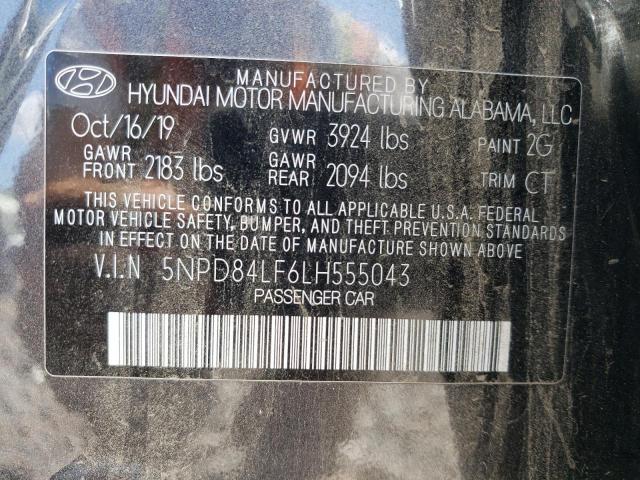 MANUFACTURED BY
HYUNDAI MOTOR MANUFACTURING ALABAMA, LLC
Oct/16/19 GVWR 3924 lbs PAINT 2G
GAWR FRONT 2183 lbs GAWR REAR 2094 lbs TRIM CT
THIS VEHICLE CONFORMS TO ALL APPLICABLE U.S.A. FEDERAL
MOTOR VEHICLE SAFETY, BUMPER, AND THEFT PREVENTION STANDARDS
IN EFFECT ON THE DATE OF MANUFACTURE SHOWN ABOVE
V.I.N 5NPD84LF6LH555043
PASSENGER CAR